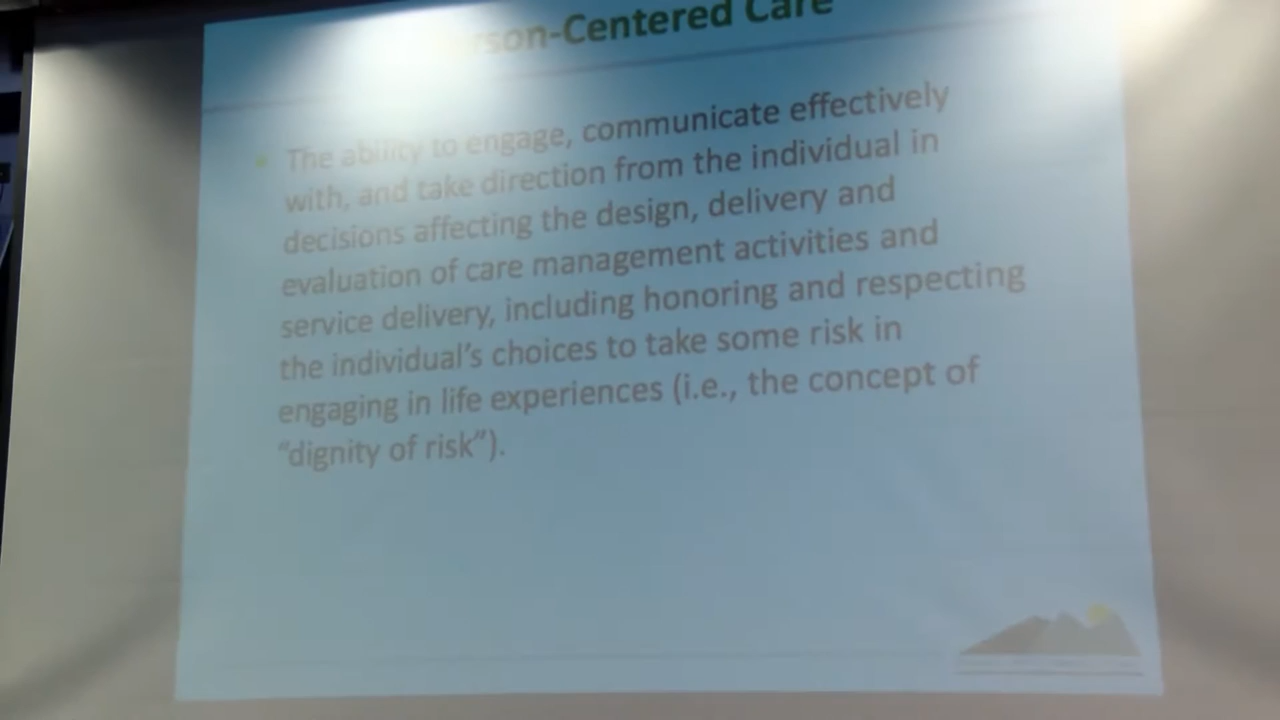 rson-Centered Care
The ability to engage, communicate effectively
with, and take direction from the individual in
decisions affecting the design, delivery and
evaluation of care management activities and
service delivery, including honoring and respecting
the individual's choices to take some risk in
engaging in life experiences (i.e., the concept of
“dignity of risk”).